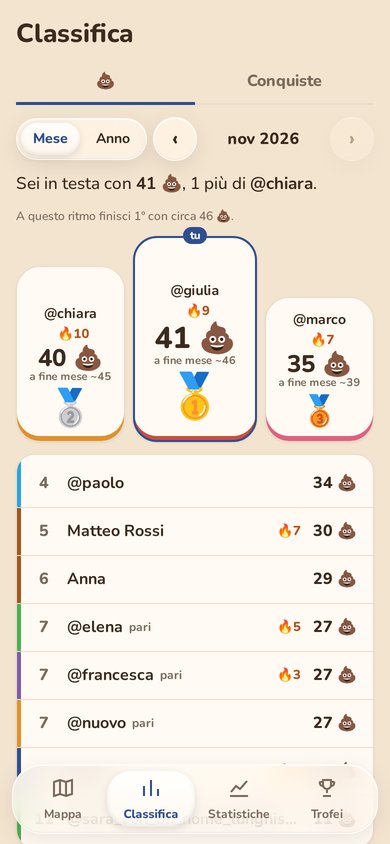 Classifica
💩 Conquiste
Mese Anno ‹ nov 2026 ›
Sei in testa con 41 💩, 1 più di @chiara.
A questo ritmo finisci 1° con circa 46 💩.
tu
@giulia
🔥9
41 💩
a fine mese ~46
1
@chiara
🔥10
40 💩
a fine mese ~45
2
@marco
🔥7
35 💩
a fine mese ~39
3
4 @paolo 34 💩
5 Matteo Rossi 🔥7 30 💩
6 Anna 29 💩
7 @elena pari 🔥5 27 💩
7 @francesca pari 🔥3 27 💩
7 @nuovo pari 27 💩
Mappa Classifica Statistiche Trofei